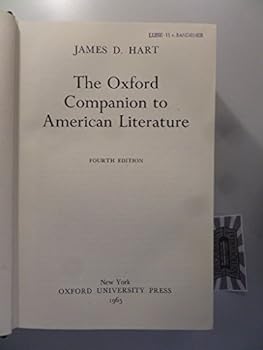 JAMES D. HART
The Oxford
Companion to
American Literature
FOURTH EDITION
New York
OXFORD UNIVERSITY PRESS
1965